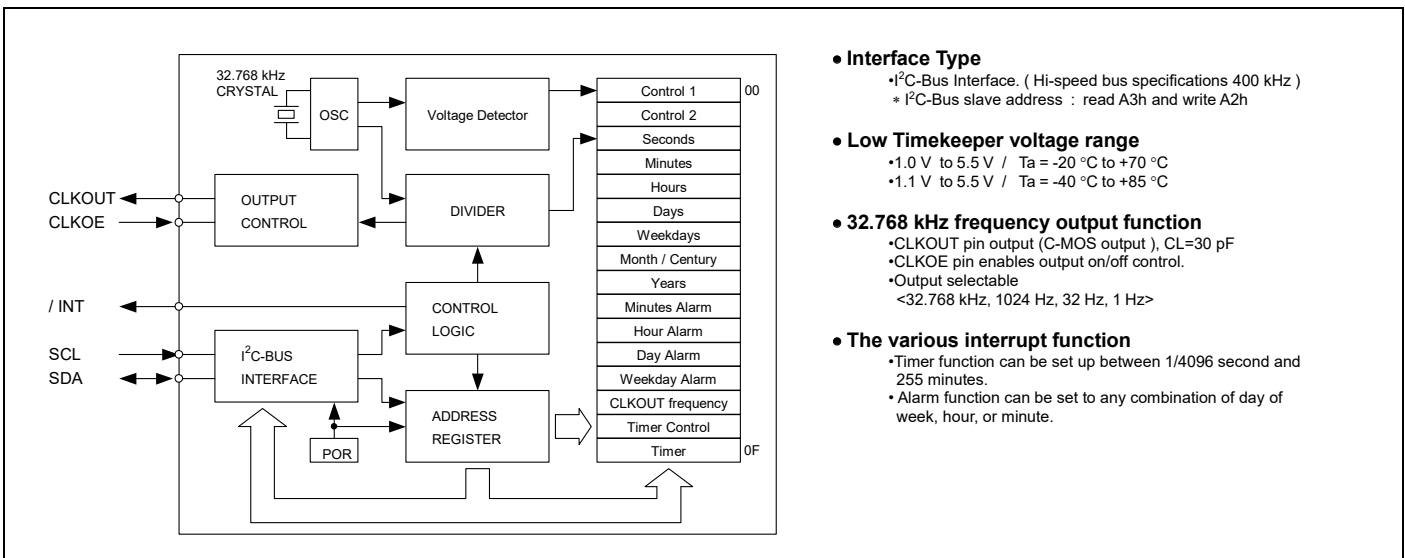 32.768 kHz
CRYSTAL
OSC
Voltage Detector
CLKOUT
CLKOE
OUTPUT
CONTROL
DIVIDER
/ INT
CONTROL
LOGIC
SCL
SDA
I²C-BUS
INTERFACE
POR
ADDRESS
REGISTER
Control 1 00
Control 2
Seconds
Minutes
Hours
Days
Weekdays
Month / Century
Years
Minutes Alarm
Hour Alarm
Day Alarm
Weekday Alarm
CLKOUT frequency
Timer Control
Timer 0F
● Interface Type
•I²C-Bus Interface. ( Hi-speed bus specifications 400 kHz )
∗ I²C-Bus slave address : read A3h and write A2h
● Low Timekeeper voltage range
•1.0 V to 5.5 V / Ta = -20 °C to +70 °C
•1.1 V to 5.5 V / Ta = -40 °C to +85 °C
● 32.768 kHz frequency output function
•CLKOUT pin output (C-MOS output ), CL=30 pF
•CLKOE pin enables output on/off control.
•Output selectable
<32.768 kHz, 1024 Hz, 32 Hz, 1 Hz>
● The various interrupt function
•Timer function can be set up between 1/4096 second and
255 minutes.
• Alarm function can be set to any combination of day of
week, hour, or minute.